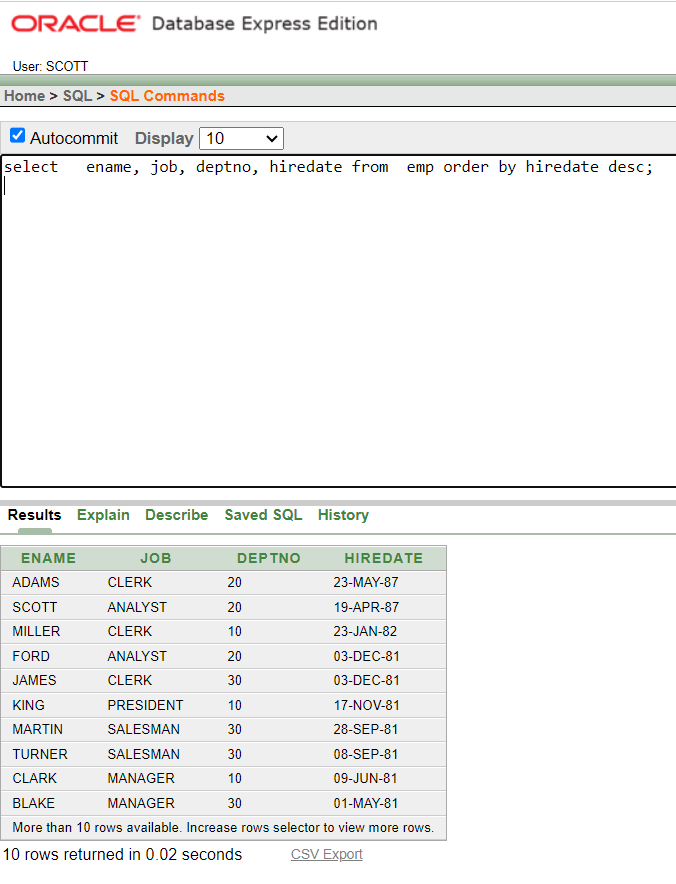 ORACLE® Database Express Edition
User: SCOTT
Home > SQL > SQL Commands
Autocommit Display 10
select   ename, job, deptno, hiredate from  emp order by hiredate desc;
Results Explain Describe Saved SQL History
ENAME JOB DEPTNO HIREDATE
ADAMS CLERK 20 23-MAY-87
SCOTT ANALYST 20 19-APR-87
MILLER CLERK 10 23-JAN-82
FORD ANALYST 20 03-DEC-81
JAMES CLERK 30 03-DEC-81
KING PRESIDENT 10 17-NOV-81
MARTIN SALESMAN 30 28-SEP-81
TURNER SALESMAN 30 08-SEP-81
CLARK MANAGER 10 09-JUN-81
BLAKE MANAGER 30 01-MAY-81
More than 10 rows available. Increase rows selector to view more rows.
10 rows returned in 0.02 seconds CSV Export